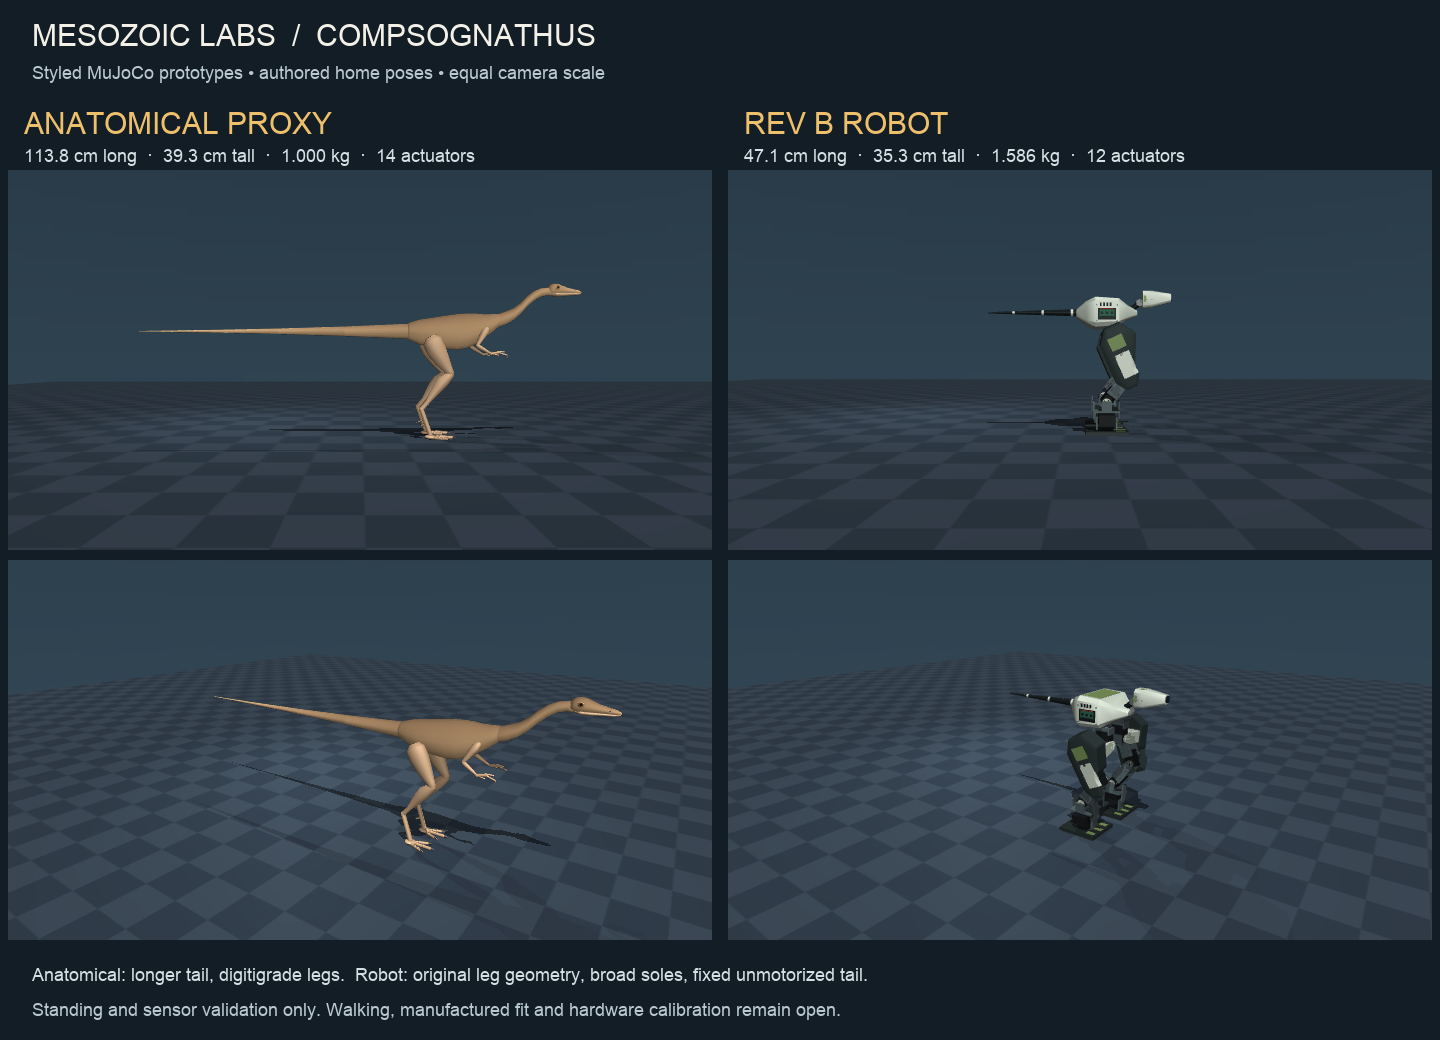 MESOZOIC LABS / COMPSOGNATHUS
Styled MuJoCo prototypes • authored home poses • equal camera scale
ANATOMICAL PROXY
113.8 cm long · 39.3 cm tall · 1.000 kg · 14 actuators
REV B ROBOT
47.1 cm long · 35.3 cm tall · 1.586 kg · 12 actuators
Anatomical: longer tail, digitigrade legs. Robot: original leg geometry, broad soles, fixed unmotorized tail.
Standing and sensor validation only. Walking, manufactured fit and hardware calibration remain open.